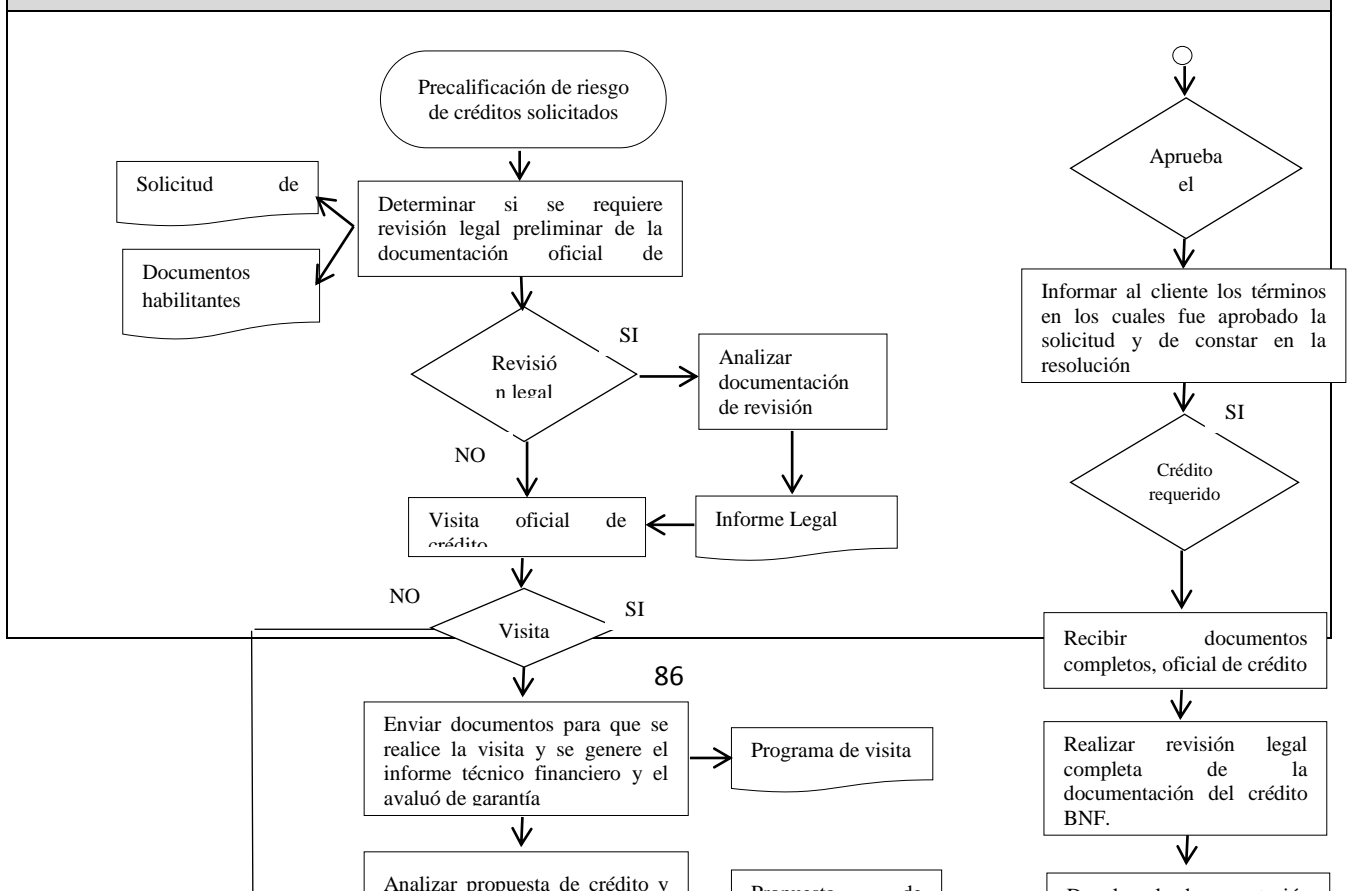 Precalificación de riesgo
de créditos solicitados
Solicitud de
Determinar si se requiere
revisión legal preliminar de la
documentación oficial de
Documentos
habilitantes
Revisió
n legal
SI
Analizar
documentación
de revisión
NO
Visita oficial de
crédito
Informe Legal
NO
Visita
SI
86
Enviar documentos para que se
realice la visita y se genere el
informe técnico financiero y el
avaluó de garantía
Programa de visita
Analizar propuesta de crédito y
Propuesta de
Aprueba
el
Informar al cliente los términos
en los cuales fue aprobado la
solicitud y de constar en la
resolución
SI
Crédito
requerido
Recibir documentos
completos, oficial de crédito
Realizar revisión legal
completa de la
documentación del crédito
BNF.